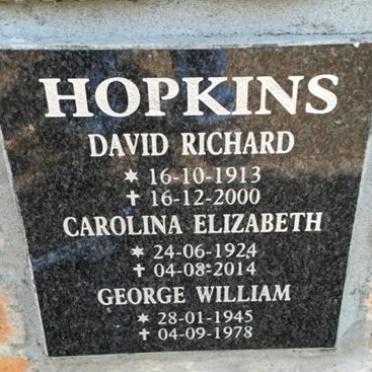 HOPKINS
DAVID RICHARD
✶ 16-10-1913
✝ 16-12-2000
CAROLINA ELIZABETH
✶ 24-06-1924
✝ 04-08-2014
GEORGE WILLIAM
✶ 28-01-1945
✝ 04-09-1978